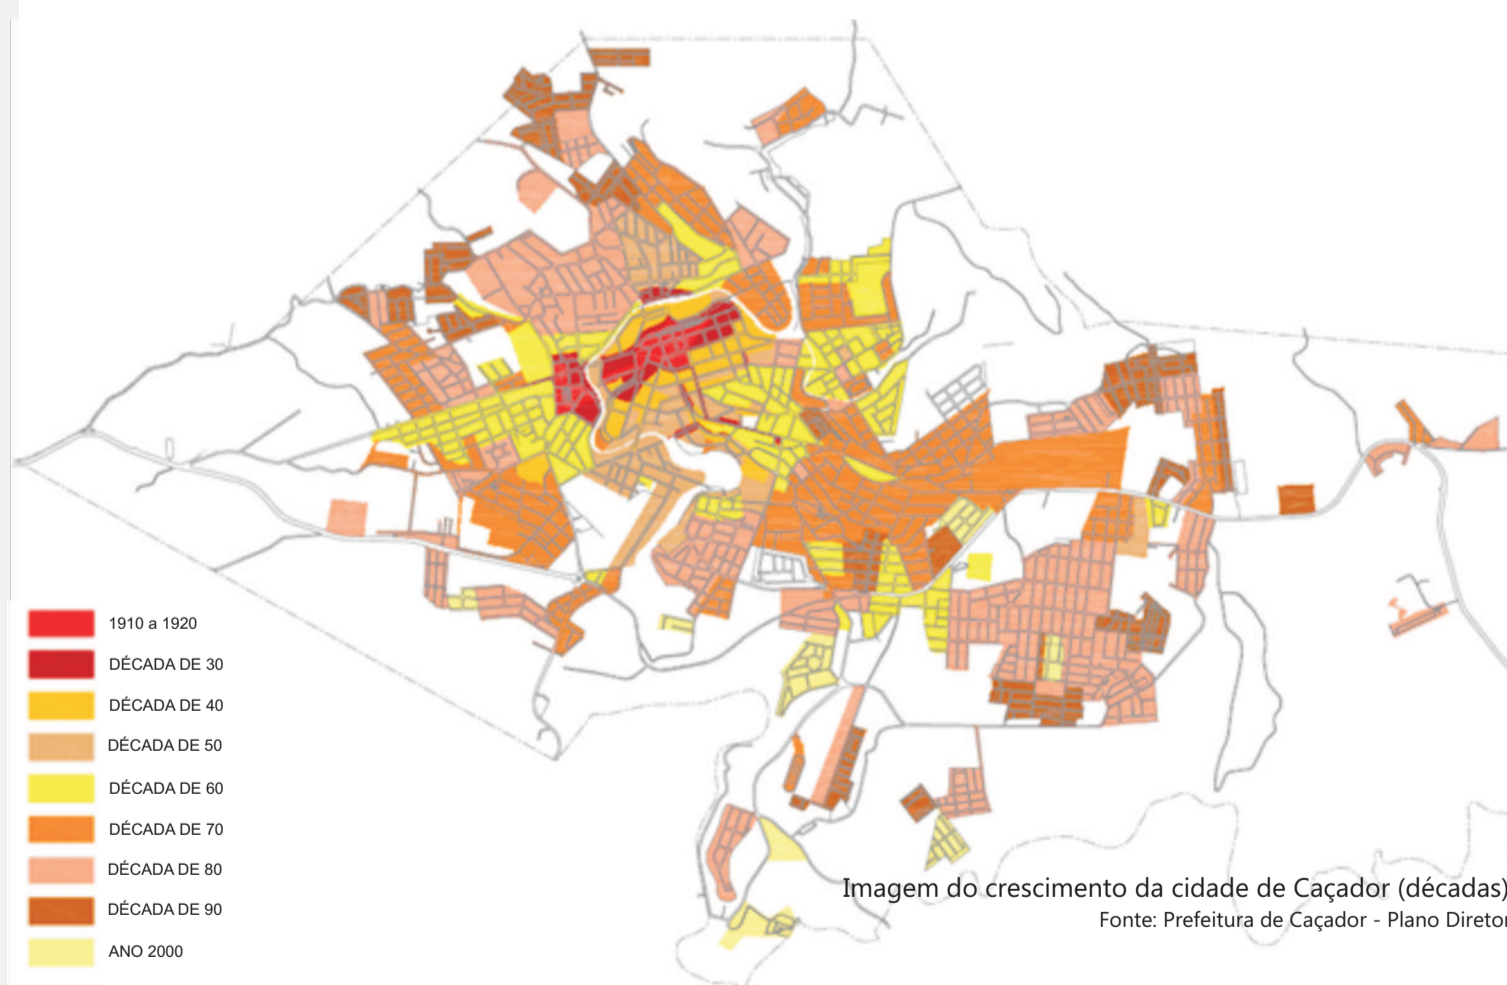 1910 a 1920
DÉCADA DE 30
DÉCADA DE 40
DÉCADA DE 50
DÉCADA DE 60
DÉCADA DE 70
DÉCADA DE 80
DÉCADA DE 90
ANO 2000
Imagem do crescimento da cidade de Caçador (décadas)
Fonte: Prefeitura de Caçador - Plano Diretor